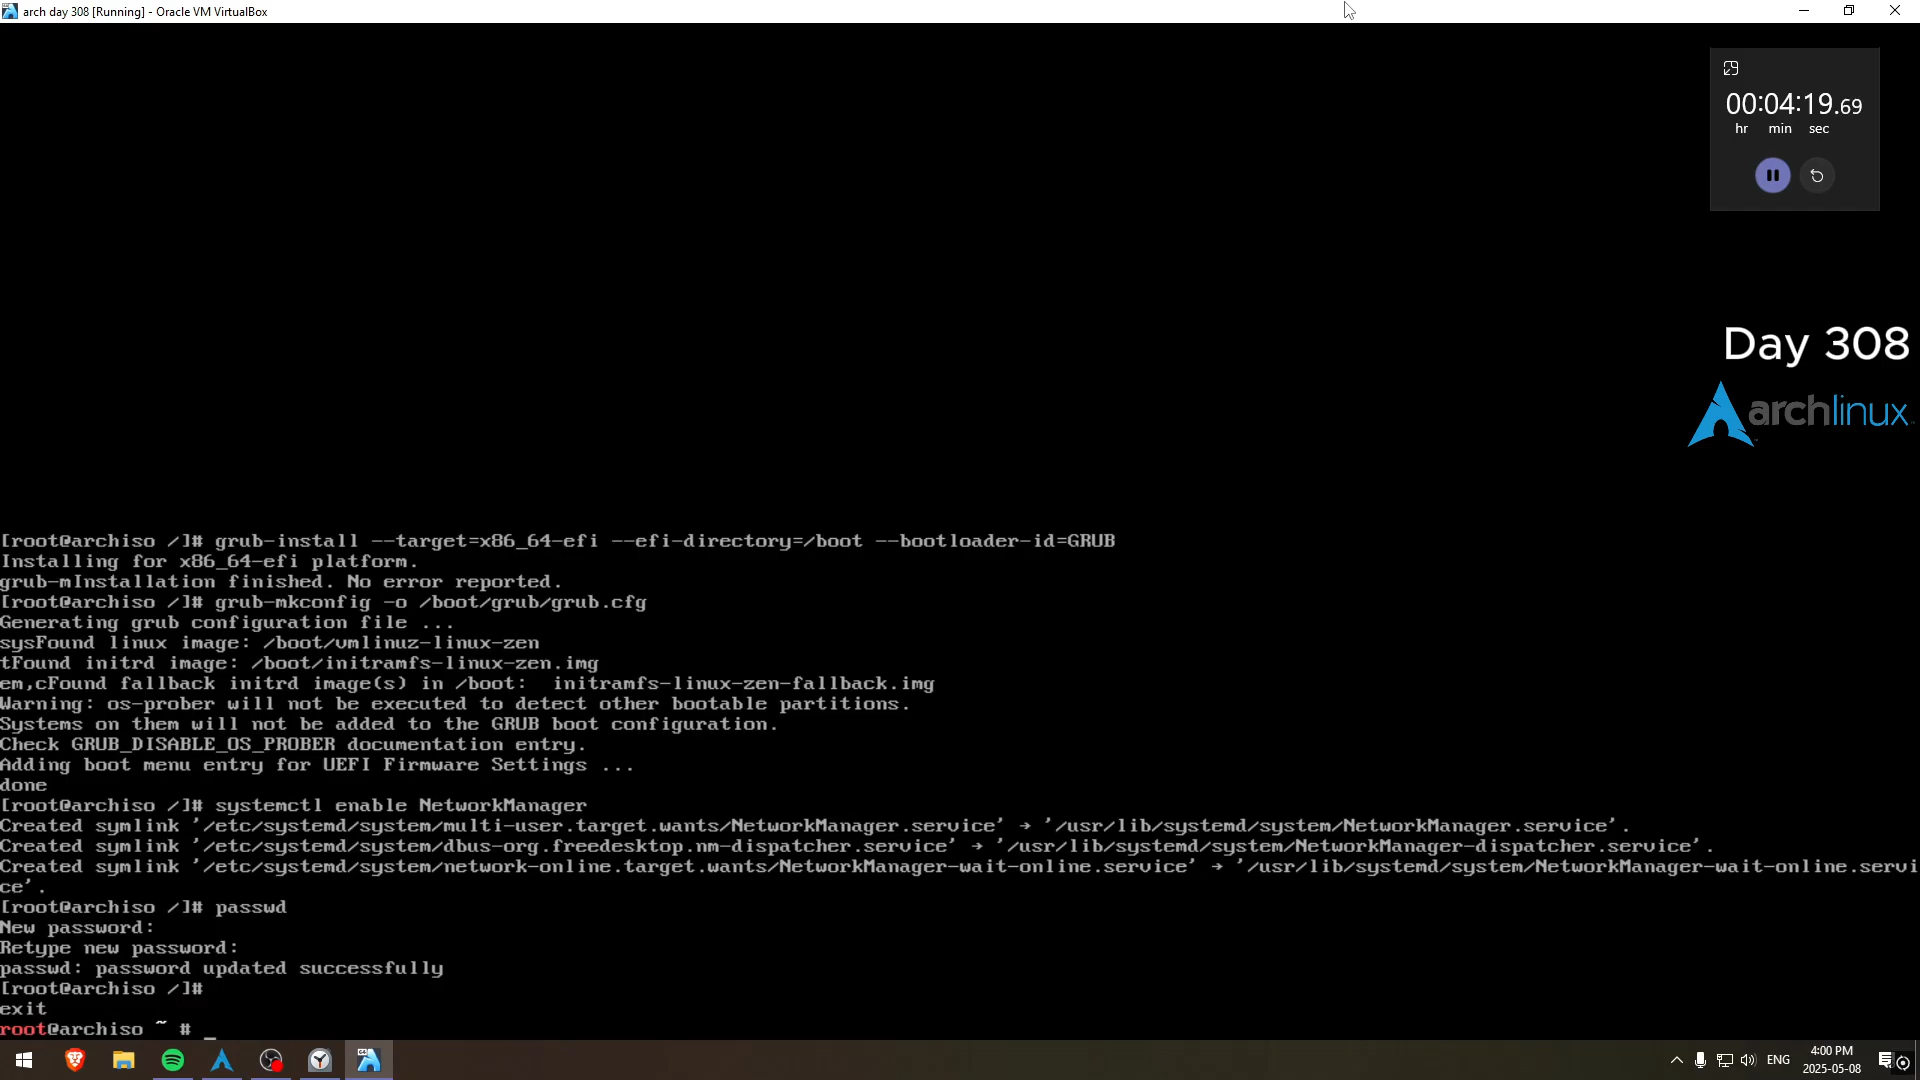 arch day 308 [Running] - Oracle VM VirtualBox
00:04:19.69
hr min sec
Day 308
archlinux
[root@archiso /]# grub-install --target=x86_64-efi --efi-directory=/boot --bootloader-id=GRUB
Installing for x86_64-efi platform.
grub-mInstallation finished. No error reported.
[root@archiso /]# grub-mkconfig -o /boot/grub/grub.cfg
Generating grub configuration file ...
sysFound linux image: /boot/vmlinuz-linux-zen
tFound initrd image: /boot/initramfs-linux-zen.img
em,cFound fallback initrd image(s) in /boot:  initramfs-linux-zen-fallback.img
Warning: os-prober will not be executed to detect other bootable partitions.
Systems on them will not be added to the GRUB boot configuration.
Check GRUB_DISABLE_OS_PROBER documentation entry.
Adding boot menu entry for UEFI Firmware Settings ...
done
[root@archiso /]# systemctl enable NetworkManager
Created symlink '/etc/systemd/system/multi-user.target.wants/NetworkManager.service' → '/usr/lib/systemd/system/NetworkManager.service'.
Created symlink '/etc/systemd/system/dbus-org.freedesktop.nm-dispatcher.service' → '/usr/lib/systemd/system/NetworkManager-dispatcher.service'.
Created symlink '/etc/systemd/system/network-online.target.wants/NetworkManager-wait-online.service' → '/usr/lib/systemd/system/NetworkManager-wait-online.servi
ce'.
[root@archiso /]# passwd
New password:
Retype new password:
passwd: password updated successfully
[root@archiso /]#
exit
root@archiso ~ # _
ENG
4:00 PM
2025-05-08